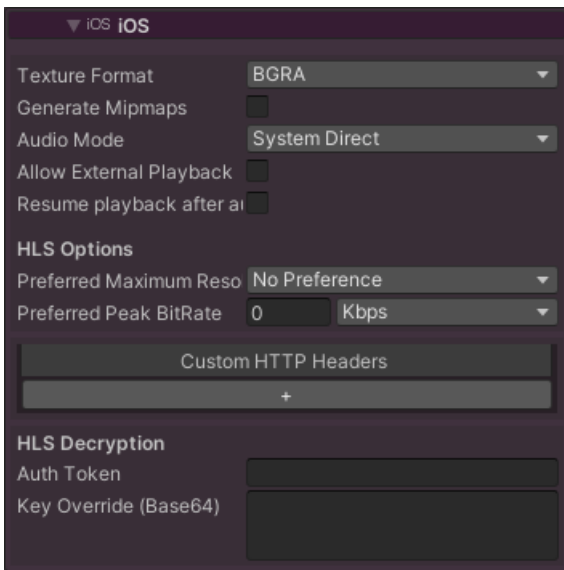 iOS iOS
Texture Format BGRA
Generate Mipmaps
Audio Mode System Direct
Allow External Playback
Resume playback after a
HLS Options
Preferred Maximum Reso No Preference
Preferred Peak BitRate 0 Kbps
Custom HTTP Headers
+
HLS Decryption
Auth Token
Key Override (Base64)